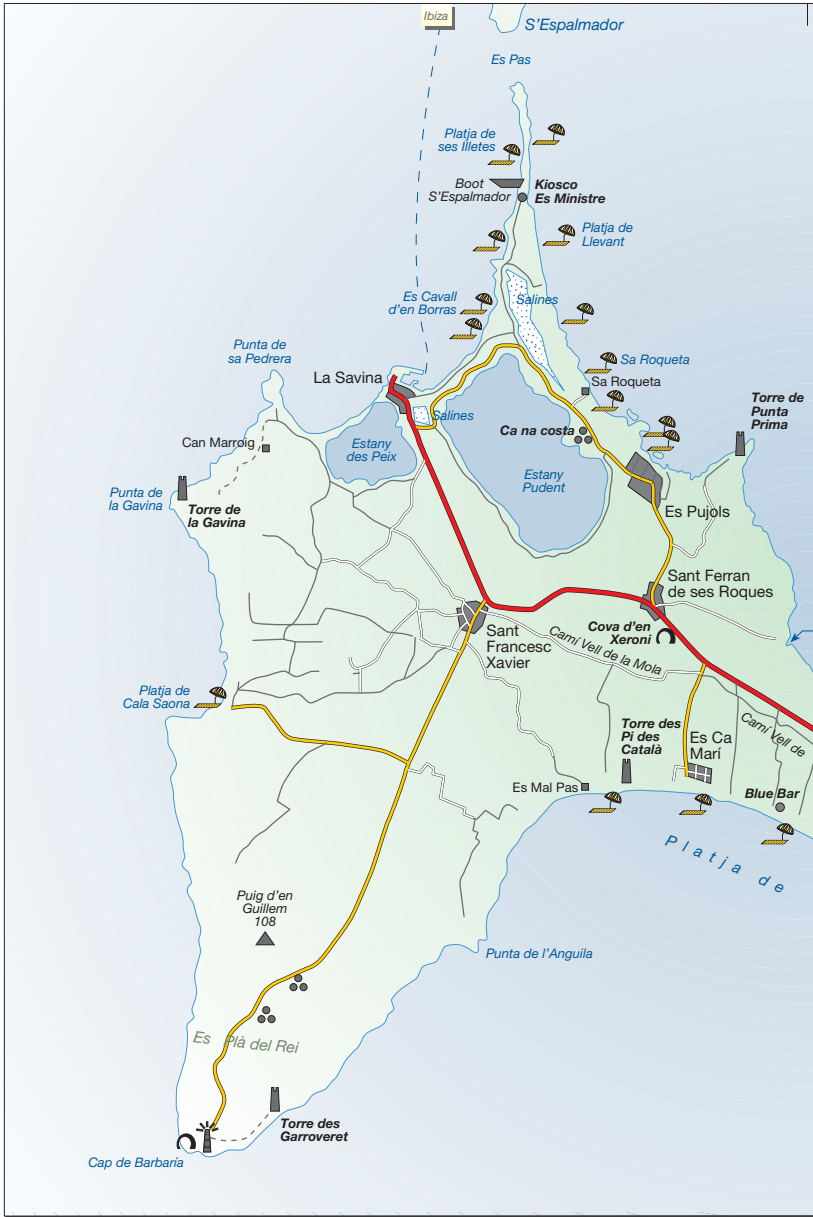 Ibiza
S'Espalmador
Es Pas
Platja de
ses Illetes
Boot
S'Espalmador
Kiosco
Es Ministre
Platja de
Llevant
Es Cavall
d'en Borras
Salines
Punta de
sa Pedrera
La Savina
Sa Roqueta
Sa Roqueta
Torre de
Punta
Prima
Salines
Ca na costa
Can Marroig
Estany
des Peix
Estany
Pudent
Punta de
la Gavina
Torre de
la Gavina
Es Pujols
Sant Ferran
de ses Roques
Sant
Francesc
Xavier
Cova d'en
Xeroni
Camí Vell de la Mola
Platja de
Cala Saona
Torre des
Pi des
Català
Es Ca
Marí
Camí Vell de
Es Mal Pas
Blue Bar
Platja de
Puig d'en
Guillem
108
Punta de l'Anguila
Es Plà del Rei
Torre des
Garroveret
Cap de Barbaría